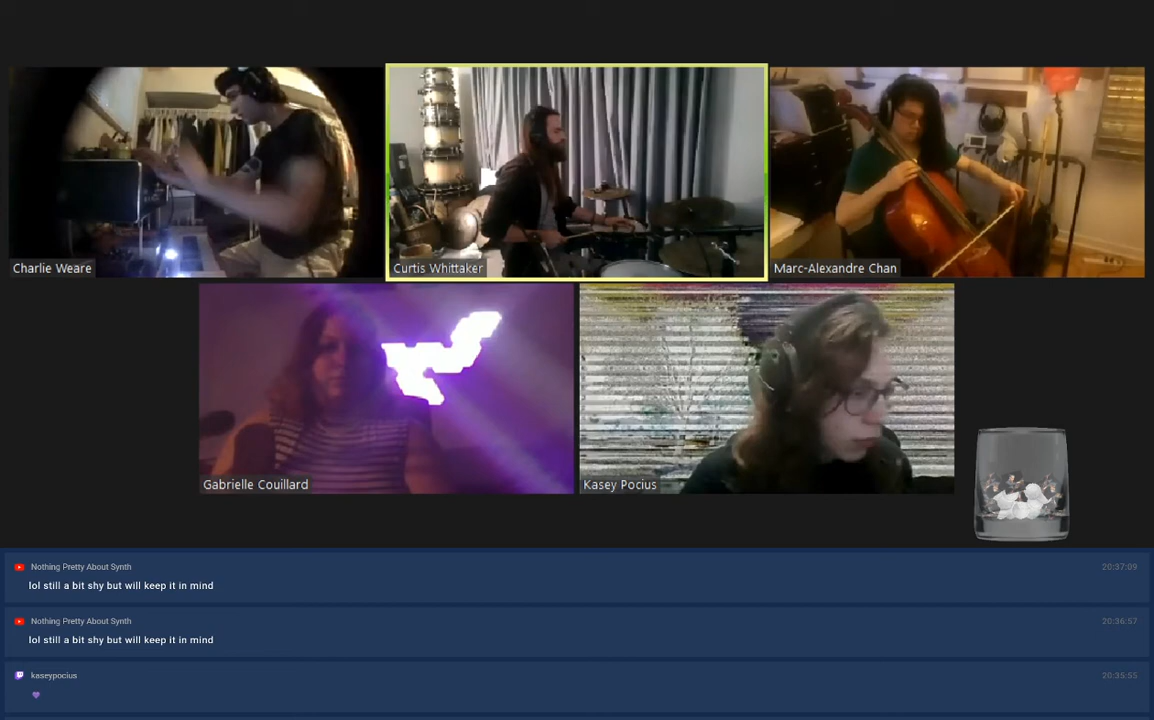 Charlie Weare
Curtis Whittaker
Marc-Alexandre Chan
Gabrielle Couillard
Kasey Pocius
Nothing Pretty About Synth
20:37:09
lol still a bit shy but will keep it in mind
Nothing Pretty About Synth
20:36:57
lol still a bit shy but will keep it in mind
kaseypocius
20:35:55
💜